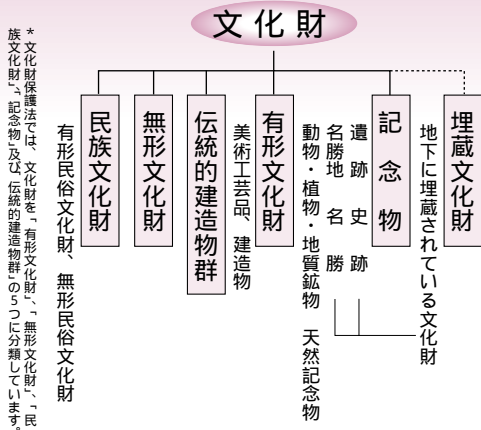 文化財
埋蔵文化財
地下に埋蔵されている文化財
記念物
遺跡 史跡
名勝地 名勝
動物・植物・地質鉱物 天然記念物
有形文化財
美術工芸品、建造物
伝統的建造物群
無形文化財
民族文化財
有形民俗文化財、無形民俗文化財
*文化財保護法では、文化財を「有形文化財」、「無形文化財」、「民
族文化財」、「記念物」及び「伝統的建造物群」の5つに分類しています。